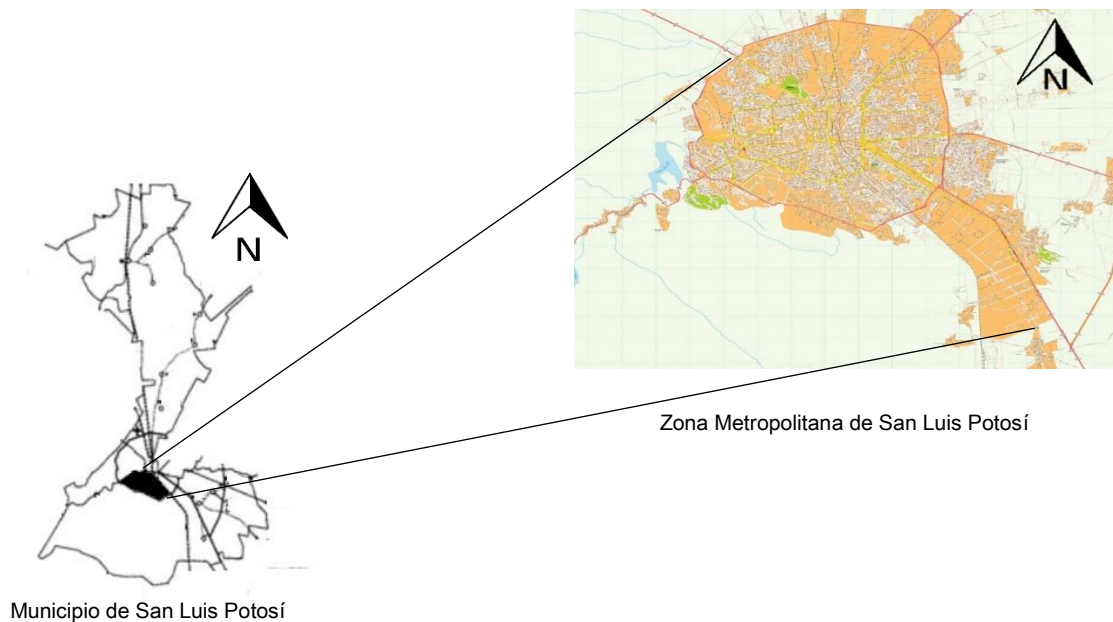 N
N
Zona Metropolitana de San Luis Potosí
Municipio de San Luis Potosí